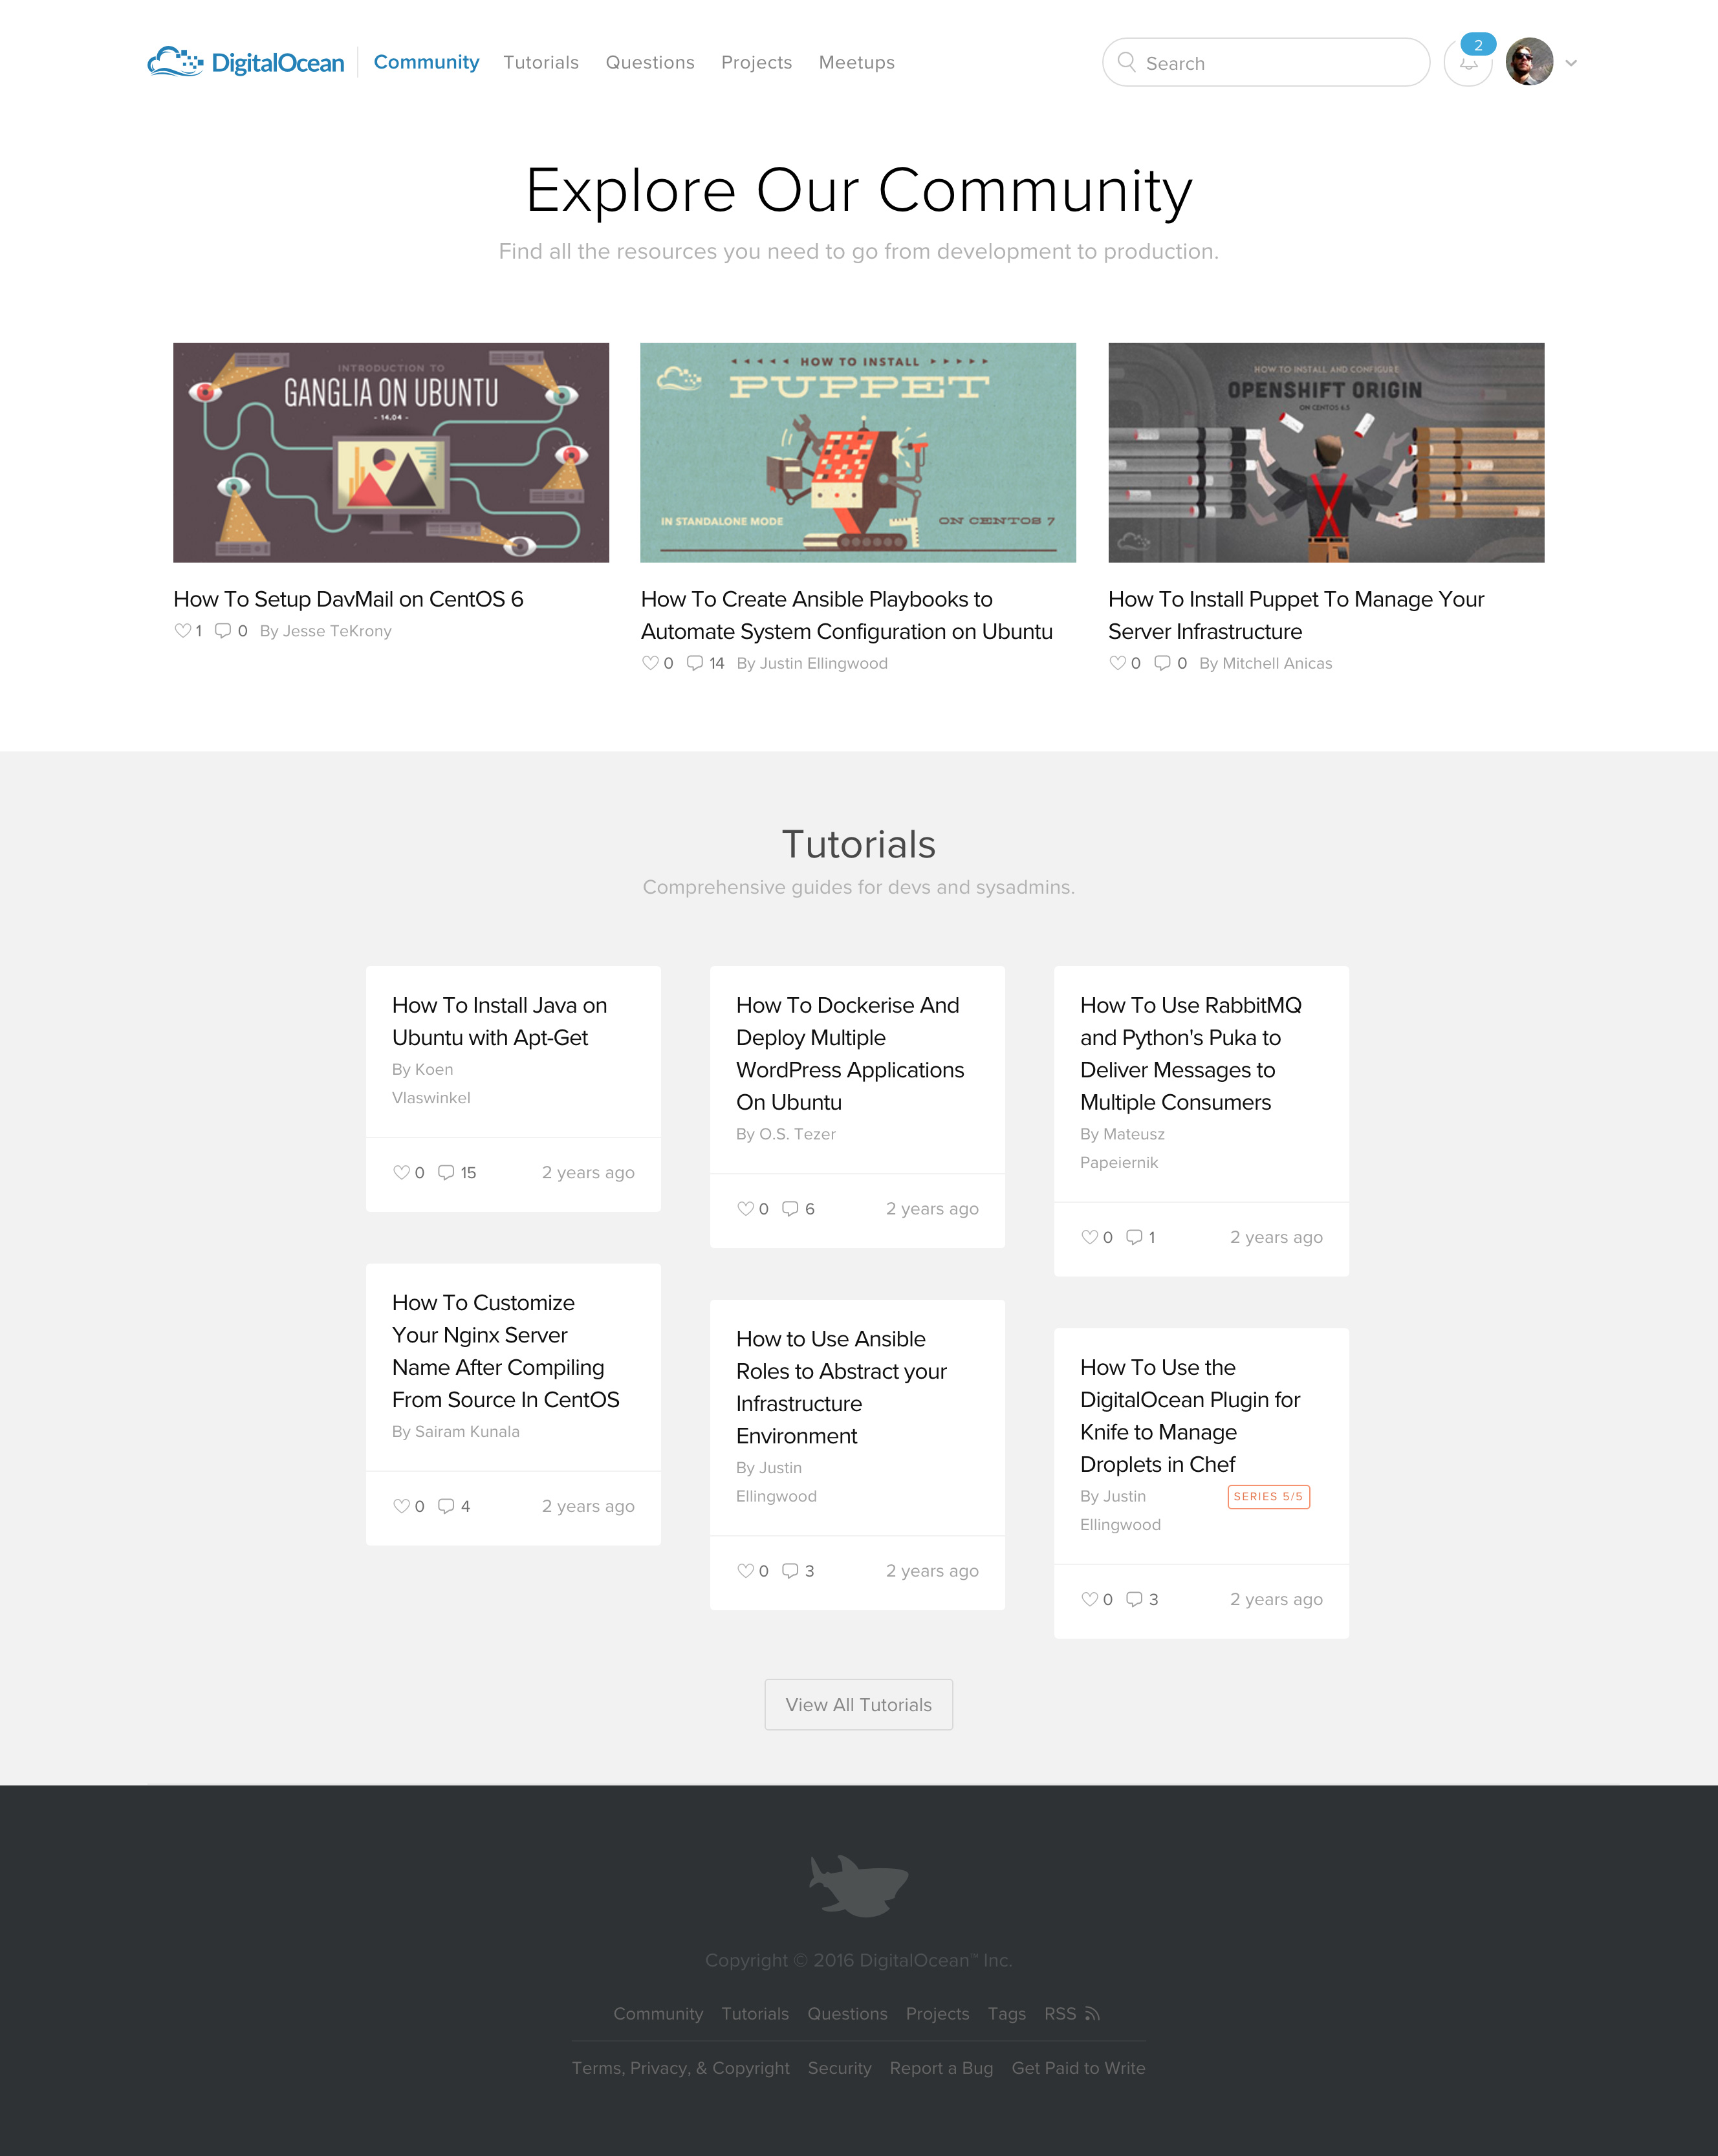 DigitalOcean
Community Tutorials Questions Projects Meetups
Search
2
Explore Our Community
Find all the resources you need to go from development to production.
INTRODUCTION TO
GANGLIA ON UBUNTU
- 14.04 -
HOW TO INSTALL
PUPPET
IN STANDALONE MODE
ON CENTOS 7
HOW TO INSTALL AND CONFIGURE
OPENSHIFT ORIGIN
ON CENTOS 6.5
How To Setup DavMail on CentOS 6
1 0 By Jesse TeKrony
How To Create Ansible Playbooks to
Automate System Configuration on Ubuntu
0 14 By Justin Ellingwood
How To Install Puppet To Manage Your
Server Infrastructure
0 0 By Mitchell Anicas
Tutorials
Comprehensive guides for devs and sysadmins.
How To Install Java on
Ubuntu with Apt-Get
By Koen
Vlaswinkel
0 15 2 years ago
How To Dockerise And
Deploy Multiple
WordPress Applications
On Ubuntu
By O.S. Tezer
0 6 2 years ago
How To Use RabbitMQ
and Python's Puka to
Deliver Messages to
Multiple Consumers
By Mateusz
Papeiernik
0 1 2 years ago
How To Customize
Your Nginx Server
Name After Compiling
From Source In CentOS
By Sairam Kunala
0 4 2 years ago
How to Use Ansible
Roles to Abstract your
Infrastructure
Environment
By Justin
Ellingwood
0 3 2 years ago
How To Use the
DigitalOcean Plugin for
Knife to Manage
Droplets in Chef
By Justin
Ellingwood
SERIES 5/5
0 3 2 years ago
View All Tutorials
Copyright © 2016 DigitalOcean™ Inc.
Community Tutorials Questions Projects Tags RSS
Terms, Privacy, & Copyright Security Report a Bug Get Paid to Write